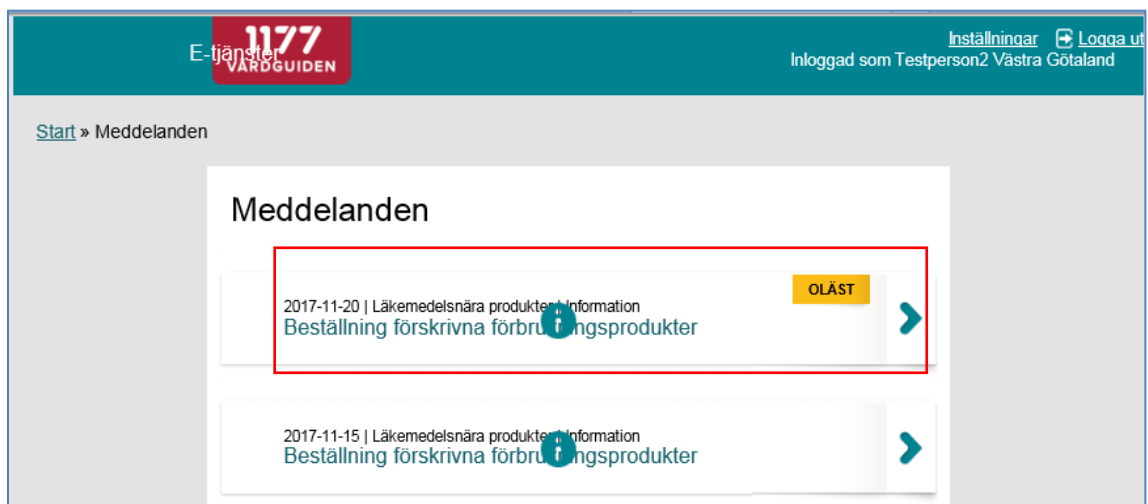 E-tjänster
1177
VÅRDGUIDEN
Inställningar Logga ut
Inloggad som Testperson2 Västra Götaland
Start » Meddelanden
Meddelanden
OLÄST
2017-11-20 | Läkemedelsnära produkter | Information
Beställning förskrivna förbrukningsprodukter
2017-11-15 | Läkemedelsnära produkter | Information
Beställning förskrivna förbrukningsprodukter